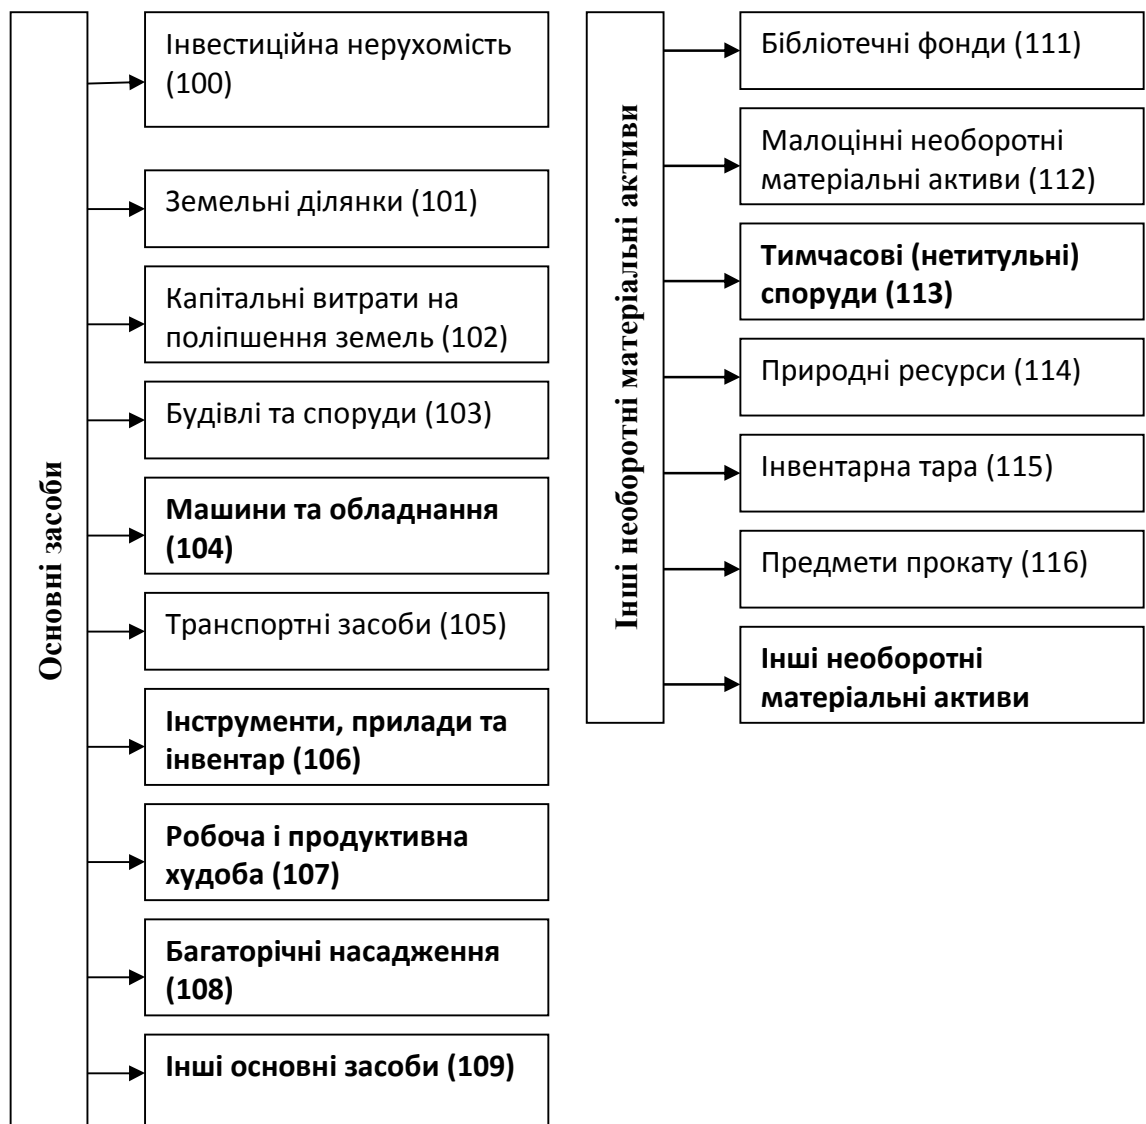 Основні засоби
Інвестиційна нерухомість
(100)
Земельні ділянки (101)
Капітальні витрати на
поліпшення земель (102)
Будівлі та споруди (103)
Машини та обладнання
(104)
Транспортні засоби (105)
Інструменти, прилади та
інвентар (106)
Робоча і продуктивна
худоба (107)
Багаторічні насадження
(108)
Інші основні засоби (109)
Інші необоротні матеріальні активи
Бібліотечні фонди (111)
Малоцінні необоротні
матеріальні активи (112)
Тимчасові (нетитульні)
споруди (113)
Природні ресурси (114)
Інвентарна тара (115)
Предмети прокату (116)
Інші необоротні
матеріальні активи